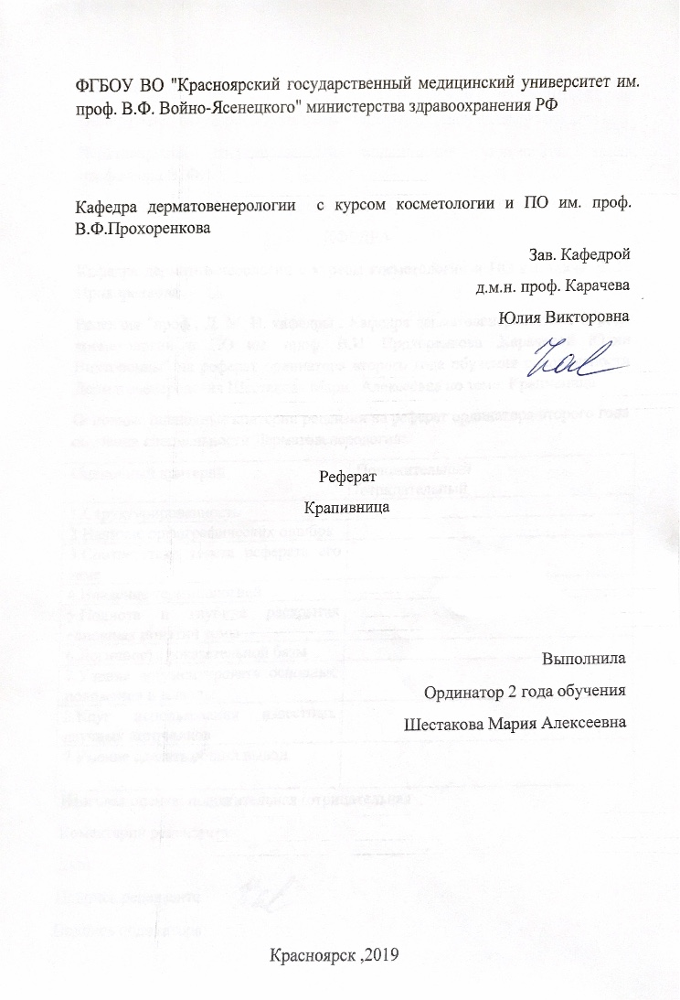 ФГБОУ ВО "Красноярский государственный медицинский университет им.
проф. В.Ф. Войно-Ясенецкого" министерства здравоохранения РФ
Кафедра дерматовенерологии с курсом косметологии и ПО им. проф.
В.Ф.Прохоренкова
Зав. Кафедрой
д.м.н. проф. Карачева
Юлия Викторовна
Реферат
Крапивница
Выполнила
Ординатор 2 года обучения
Шестакова Мария Алексеевна
Красноярск ,2019